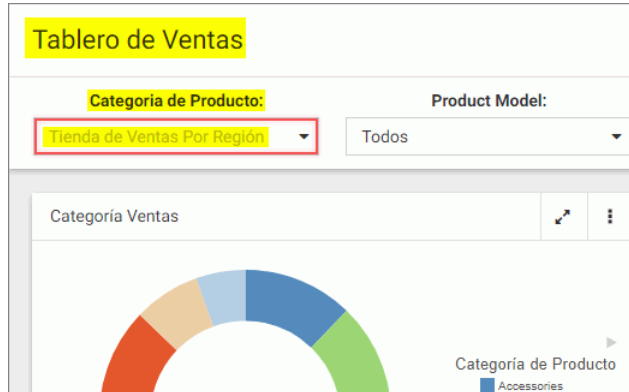 Tablero de Ventas
Categoria de Producto:
Product Model:
Tienda de Ventas Por Región
Todos
Categoría Ventas
Categoría de Producto
Accessories